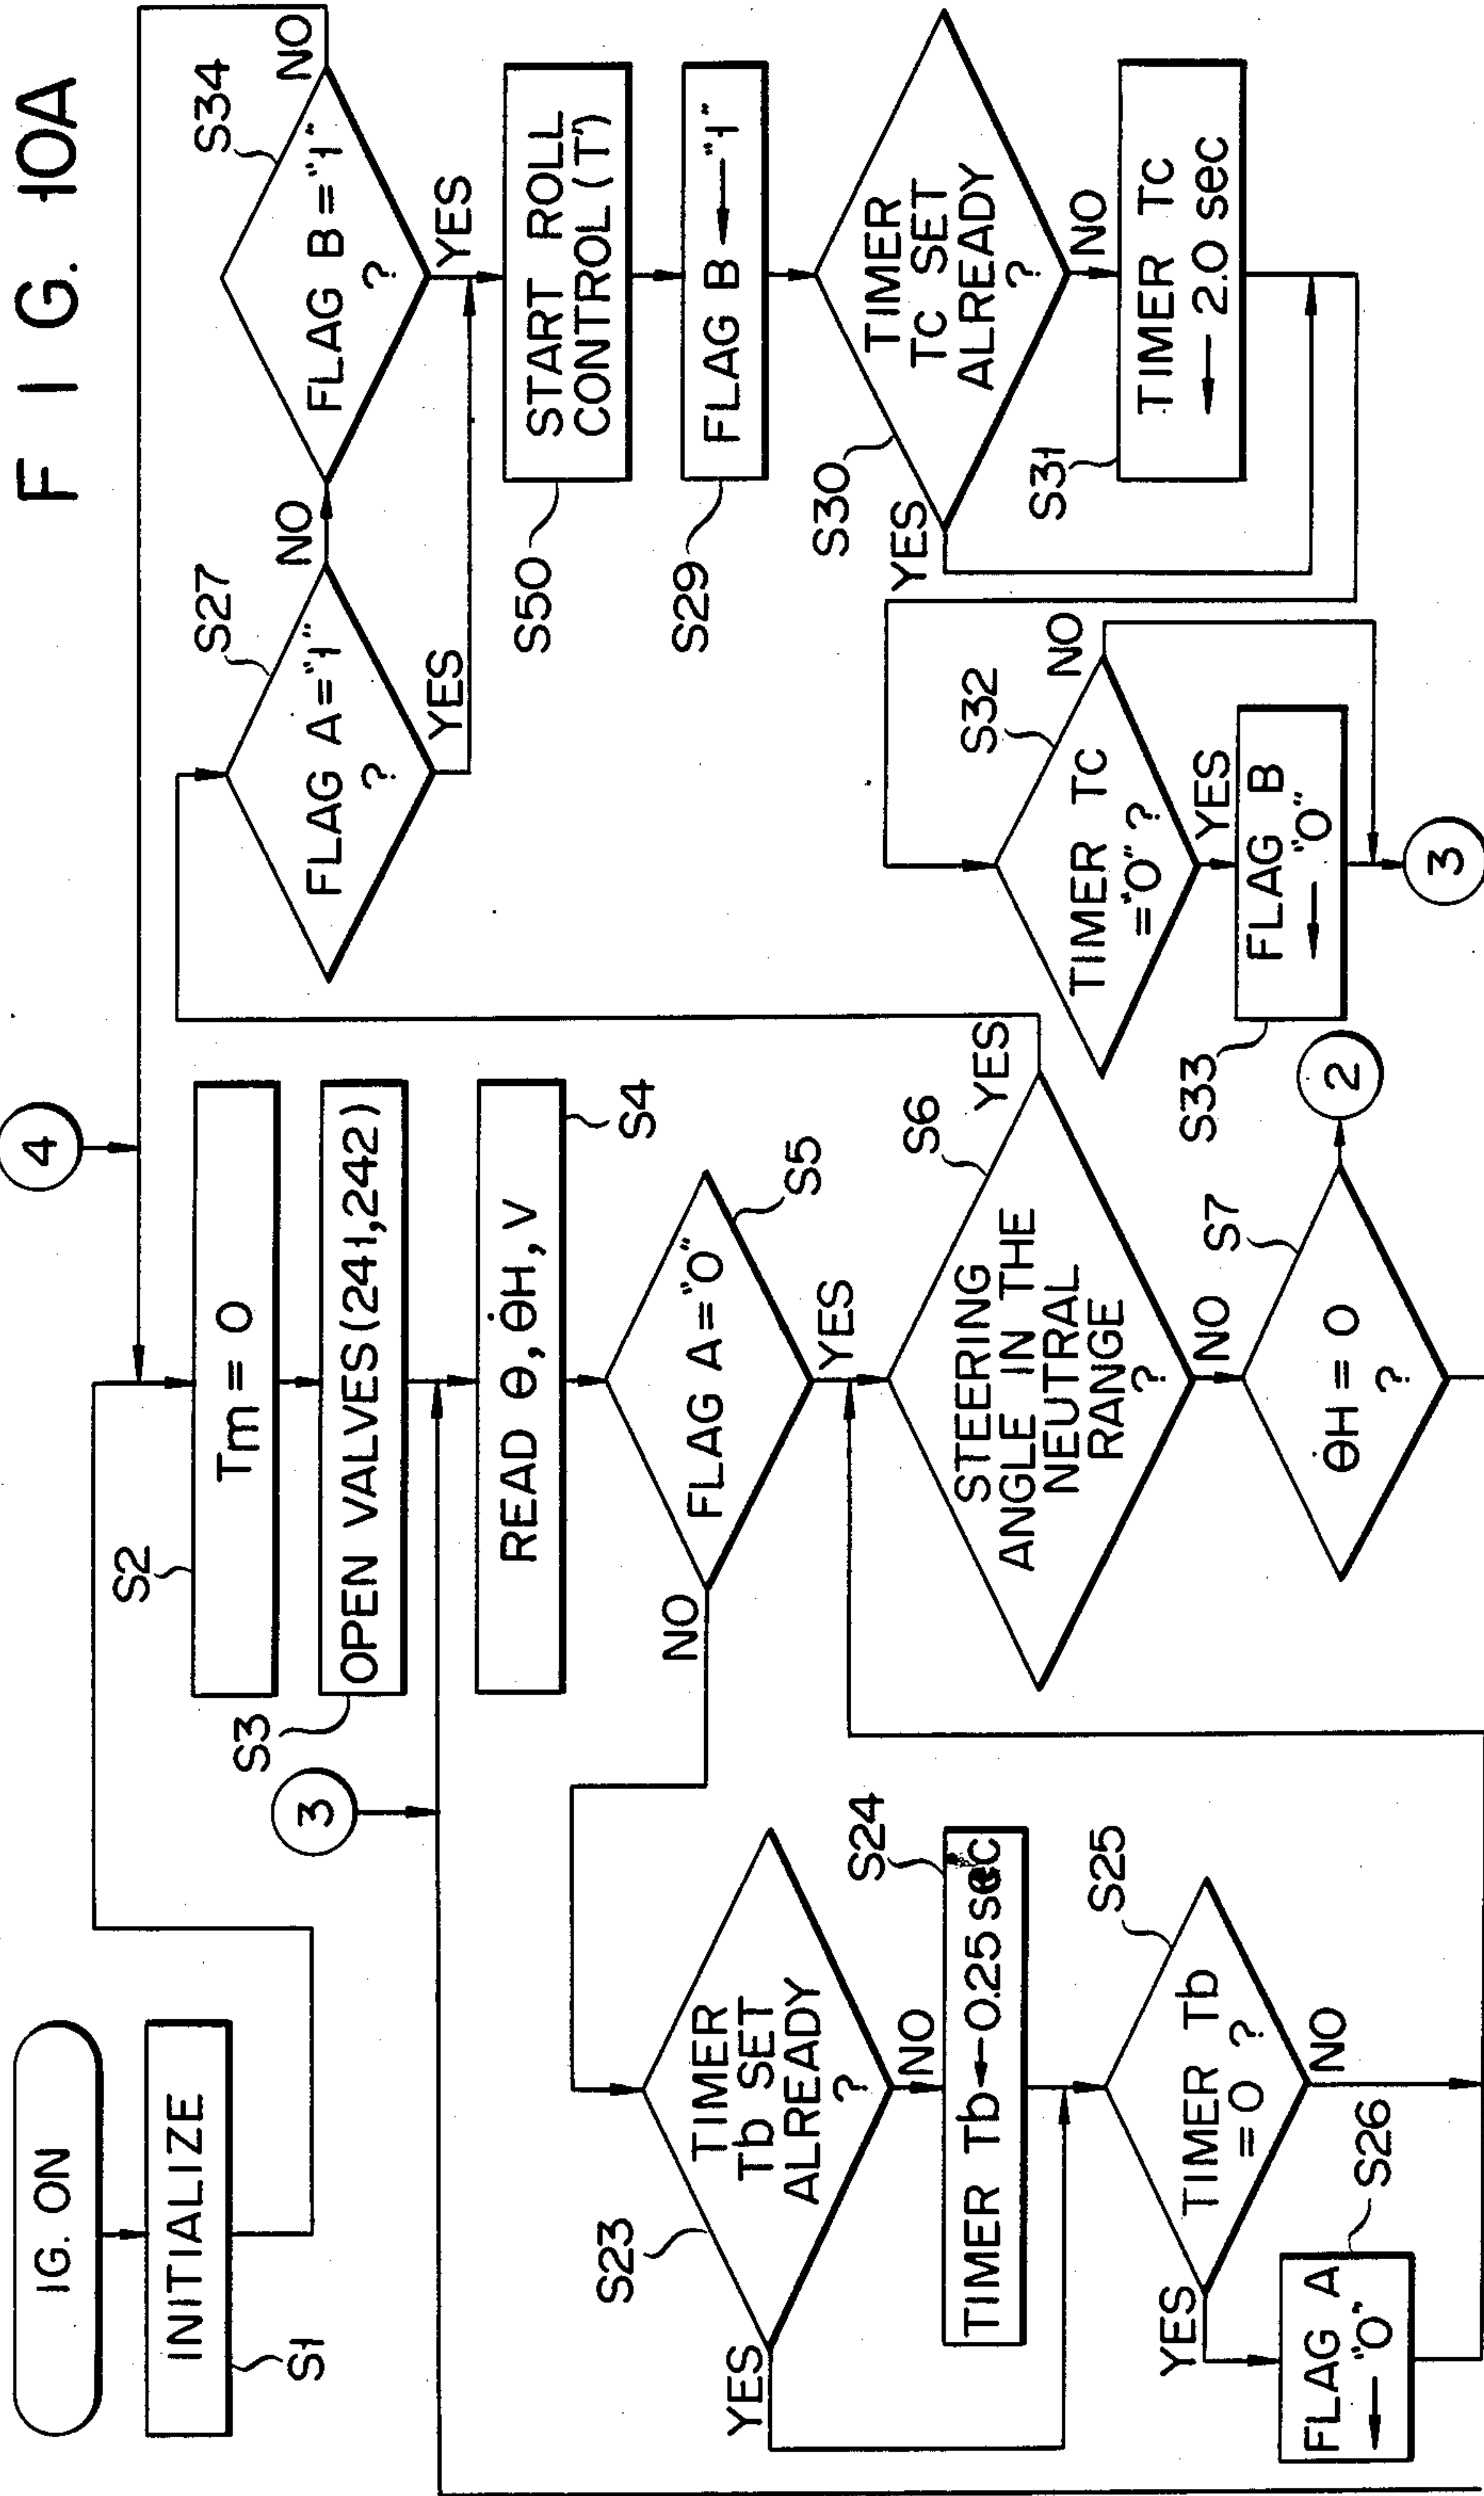 F I G. 10A
IG. ON
INITIALIZE
S1
4
S2
Tm = 0
S3
OPEN VALVES(241,242)
3
READ θ, θ̇H, V
S4
FLAG A="0"
S5
NO
YES
TIMER
Tb SET
ALREADY
?
S23
YES
NO
S24
TIMER Tb ← 0.25 sec
S25
TIMER Tb
=0 ?
YES
NO
FLAG A
← "0"
S26
STEERING
ANGLE IN THE
NEUTRAL
RANGE
?
S6
YES
NO
S7
θ̇H = 0
?
2
S27
FLAG A="1"
?
NO
YES
S34
FLAG B="1"
?
NO
YES
S50
START ROLL
CONTROL(T)
S29
FLAG B ← "1"
S30
TIMER
TC SET
ALREADY
?
YES
NO
S31
TIMER TC
← 2.0 sec
S32
TIMER TC
="0"?
NO
YES
S33
FLAG B
← "0"
3